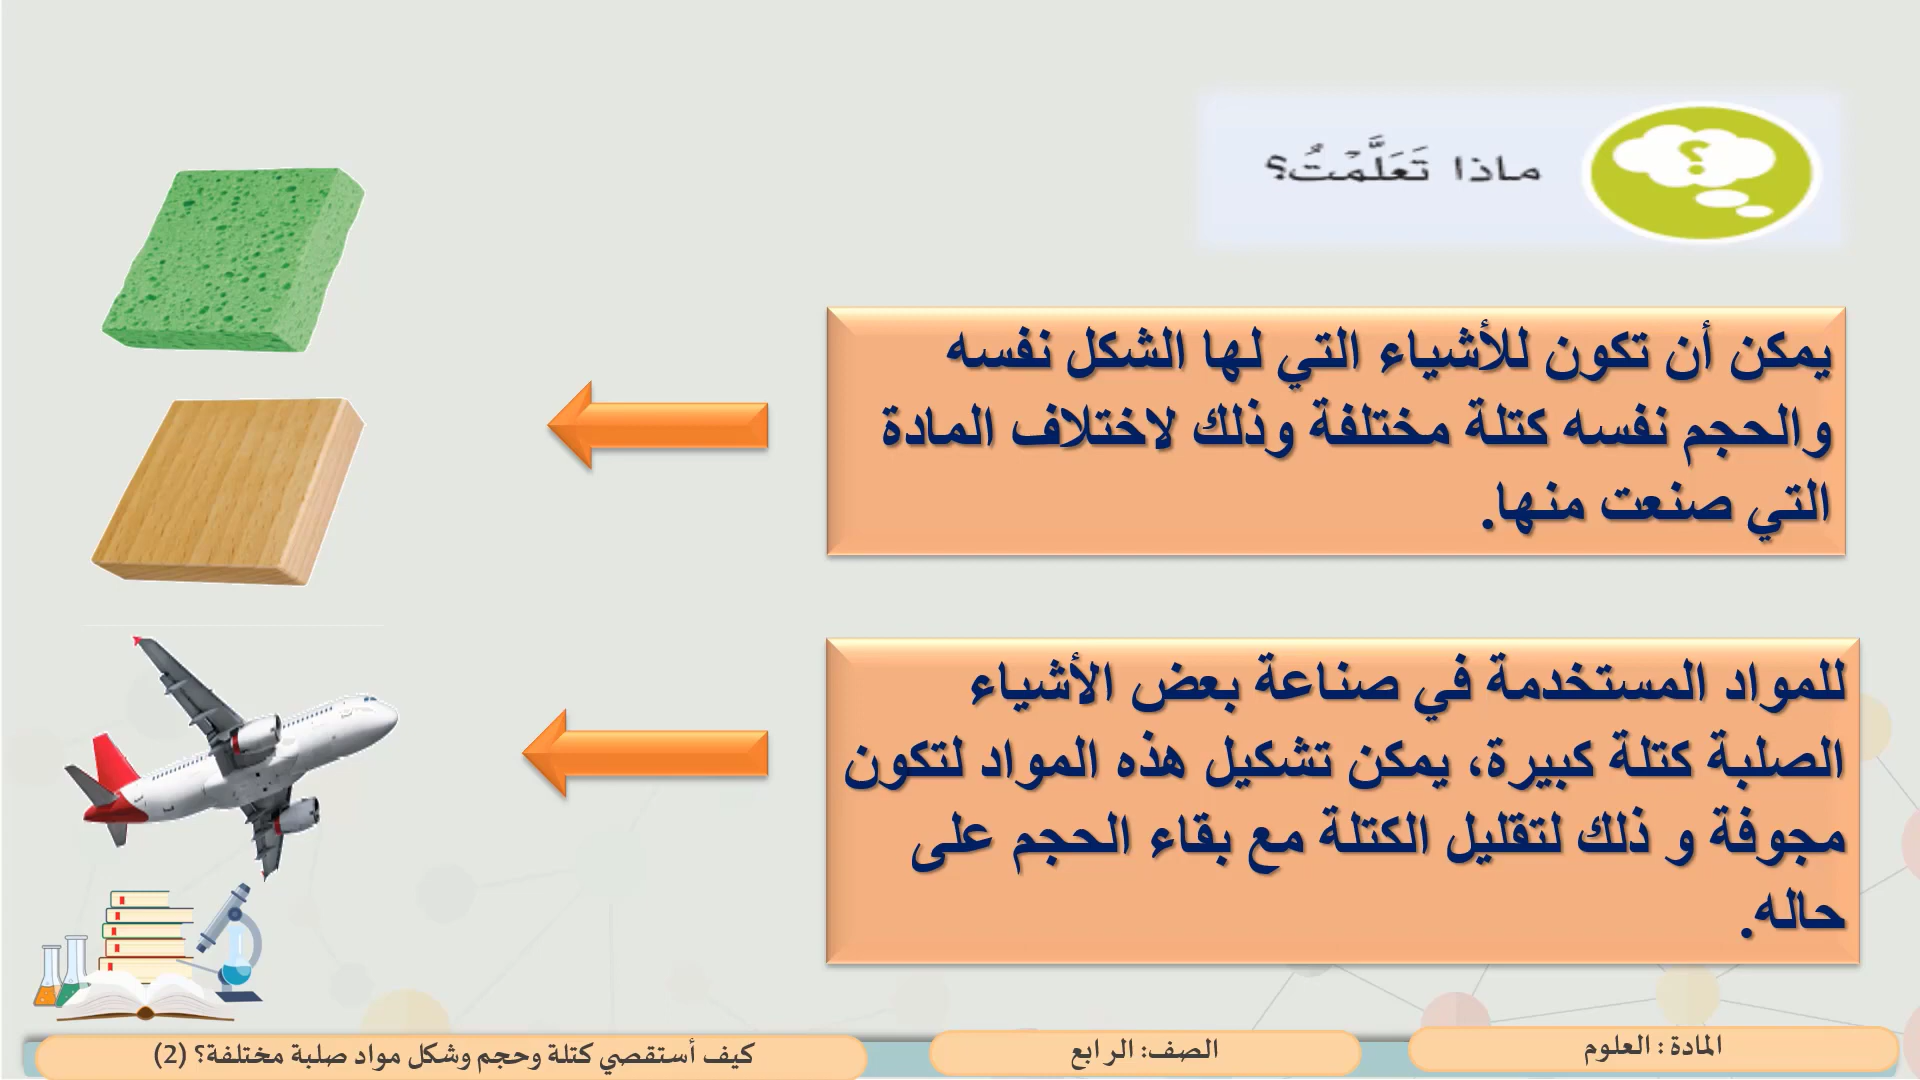 ماذا تَعَلَّمْتُ؟
يمكن أن تكون للأشياء التي لها الشكل نفسه
والحجم نفسه كتلة مختلفة وذلك لاختلاف المادة
التي صنعت منها.
للمواد المستخدمة في صناعة بعض الأشياء
الصلبة كتلة كبيرة، يمكن تشكيل هذه المواد لتكون
مجوفة و ذلك لتقليل الكتلة مع بقاء الحجم على
حاله.
المادة : العلوم
الصف: الرابع
كيف أستقصي كتلة وحجم وشكل مواد صلبة مختلفة؟ (2)